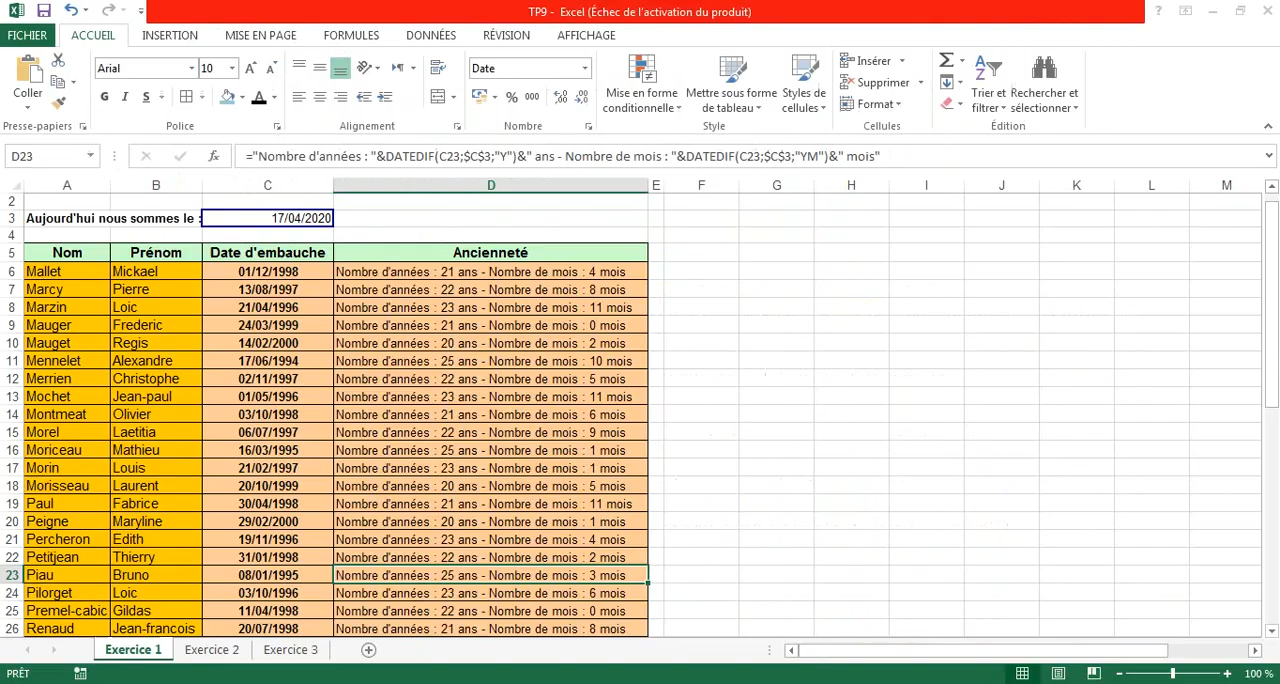 TP9 - Excel (Échec de l'activation du produit)
FICHIER ACCUEIL INSERTION MISE EN PAGE FORMULES DONNÉES RÉVISION AFFICHAGE
Arial 10 Date Insérer
Coller Mise en forme Mettre sous forme Styles de Supprimer Trier et Rechercher et
G I S % 000 conditionnelle de tableau cellules Format filtrer sélectionner
Presse-papiers Police Alignement Nombre Style Cellules Édition
D23 fx ="Nombre d'années : "&DATEDIF(C23;$C$3;"Y")&" ans - Nombre de mois : "&DATEDIF(C23;$C$3;"YM")&" mois"
A B C D E F G H I J K L M
2
3 Aujourd'hui nous sommes le : 17/04/2020
4
5 Nom Prénom Date d'embauche Ancienneté
6 Mallet Mickael 01/12/1998 Nombre d'années : 21 ans - Nombre de mois : 4 mois
7 Marcy Pierre 13/08/1997 Nombre d'années : 22 ans - Nombre de mois : 8 mois
8 Marzin Loic 21/04/1996 Nombre d'années : 23 ans - Nombre de mois : 11 mois
9 Mauger Frederic 24/03/1999 Nombre d'années : 21 ans - Nombre de mois : 0 mois
10 Mauget Regis 14/02/2000 Nombre d'années : 20 ans - Nombre de mois : 2 mois
11 Mennelet Alexandre 17/06/1994 Nombre d'années : 25 ans - Nombre de mois : 10 mois
12 Merrien Christophe 02/11/1997 Nombre d'années : 22 ans - Nombre de mois : 5 mois
13 Mochet Jean-paul 01/05/1996 Nombre d'années : 23 ans - Nombre de mois : 11 mois
14 Montmeat Olivier 03/10/1998 Nombre d'années : 21 ans - Nombre de mois : 6 mois
15 Morel Laetitia 06/07/1997 Nombre d'années : 22 ans - Nombre de mois : 9 mois
16 Moriceau Mathieu 16/03/1995 Nombre d'années : 25 ans - Nombre de mois : 1 mois
17 Morin Louis 21/02/1997 Nombre d'années : 23 ans - Nombre de mois : 1 mois
18 Morisseau Laurent 20/10/1999 Nombre d'années : 20 ans - Nombre de mois : 5 mois
19 Paul Fabrice 30/04/1998 Nombre d'années : 21 ans - Nombre de mois : 11 mois
20 Peigne Maryline 29/02/2000 Nombre d'années : 20 ans - Nombre de mois : 1 mois
21 Percheron Edith 19/11/1996 Nombre d'années : 23 ans - Nombre de mois : 4 mois
22 Petitjean Thierry 31/01/1998 Nombre d'années : 22 ans - Nombre de mois : 2 mois
23 Piau Bruno 08/01/1995 Nombre d'années : 25 ans - Nombre de mois : 3 mois
24 Pilorget Loic 03/10/1996 Nombre d'années : 23 ans - Nombre de mois : 6 mois
25 Premel-cabic Gildas 11/04/1998 Nombre d'années : 22 ans - Nombre de mois : 0 mois
26 Renaud Jean-francois 20/07/1998 Nombre d'années : 21 ans - Nombre de mois : 8 mois
Exercice 1 Exercice 2 Exercice 3
PRÊT 100 %